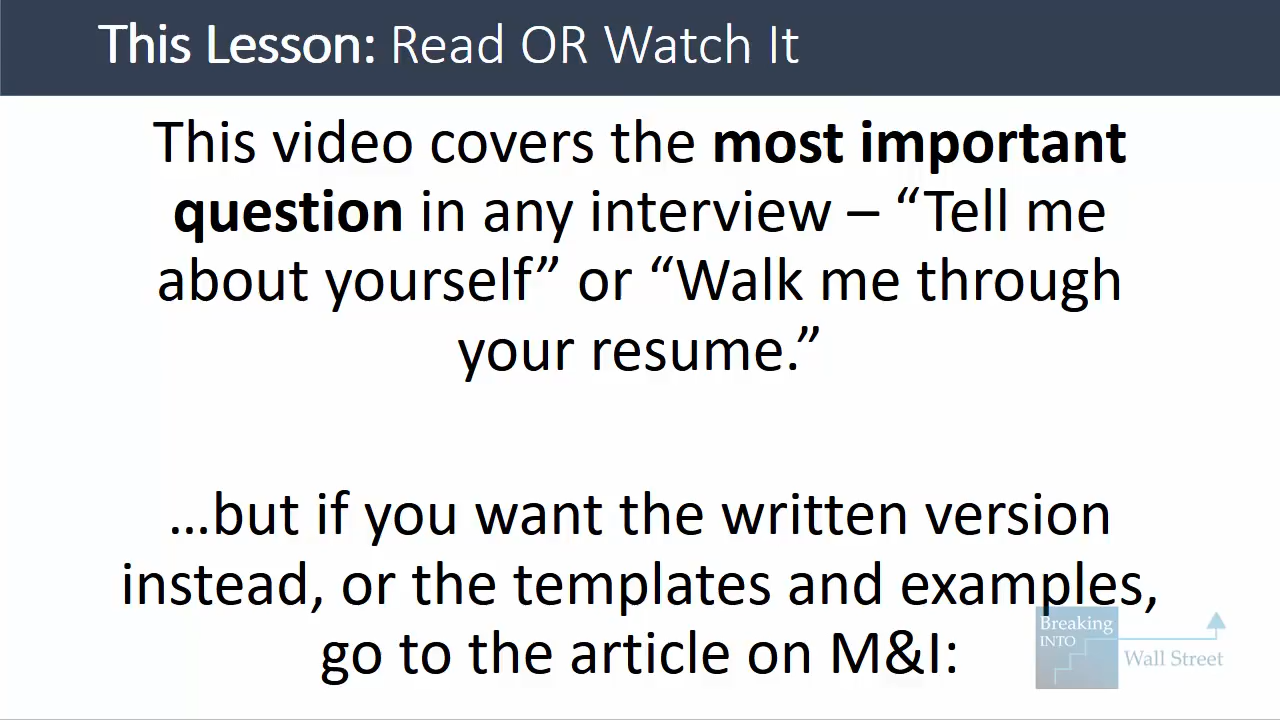 This Lesson: Read OR Watch It
This video covers the most important
question in any interview – “Tell me
about yourself” or “Walk me through
your resume.”
…but if you want the written version
instead, or the templates and examples,
go to the article on M&I:
Breaking
INTO
Wall Street